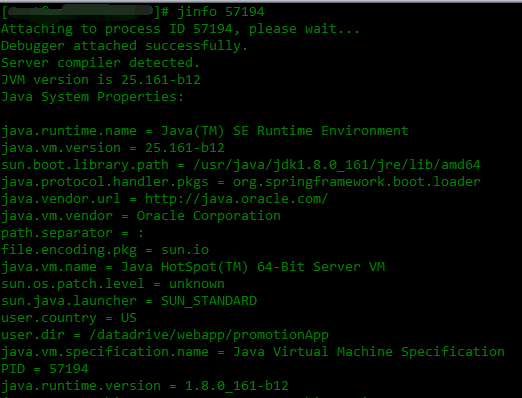 [ ]# jinfo 57194
Attaching to process ID 57194, please wait...
Debugger attached successfully.
Server compiler detected.
JVM version is 25.161-b12
Java System Properties:
java.runtime.name = Java(TM) SE Runtime Environment
java.vm.version = 25.161-b12
sun.boot.library.path = /usr/java/jdk1.8.0_161/jre/lib/amd64
java.protocol.handler.pkgs = org.springframework.boot.loader
java.vendor.url = http://java.oracle.com/
java.vm.vendor = Oracle Corporation
path.separator = :
file.encoding.pkg = sun.io
java.vm.name = Java HotSpot(TM) 64-Bit Server VM
sun.os.patch.level = unknown
sun.java.launcher = SUN_STANDARD
user.country = US
user.dir = /datadrive/webapp/promotionApp
java.vm.specification.name = Java Virtual Machine Specification
PID = 57194
java.runtime.version = 1.8.0_161-b12